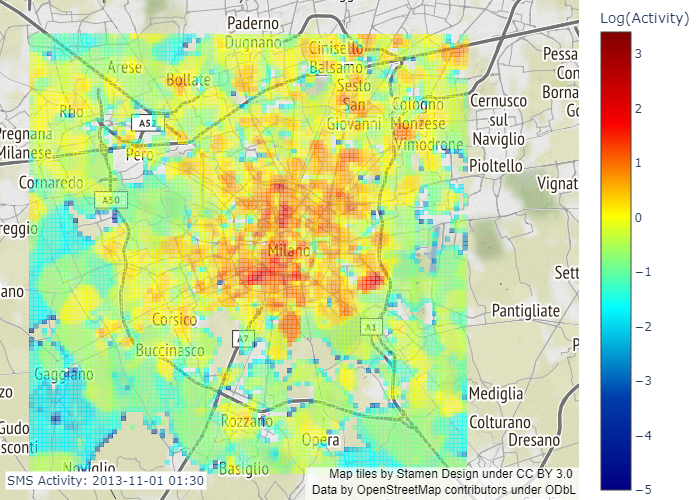 Log(Activity)
3
2
1
0
−1
−2
−3
−4
−5
Paderno
Dugnano
Cinisello
Balsamo
Arese
Bollate
Sesto
San
Giovanni
Cologno
Monzese
Vimodrone
Cernusco
sul
Naviglio
Pessa
Con
Borna
Go
Rho
A52
Pero
Pregnana
Milanese
Cornaredo
A50
Pioltello
Vignat
reggio
Milano
Sett
ano
Pantigliate
Corsico
A7
A1
Buccinasco
P
Gaggiano
zo
Mediglia
Rozzano
Colturano
Gudo
sconti
Opera
Dresano
Noviglio
Basiglio
SMS Activity: 2013-11-01 01:30
Map tiles by Stamen Design under CC BY 3.0
Data by OpenStreetMap contributors under ODbL